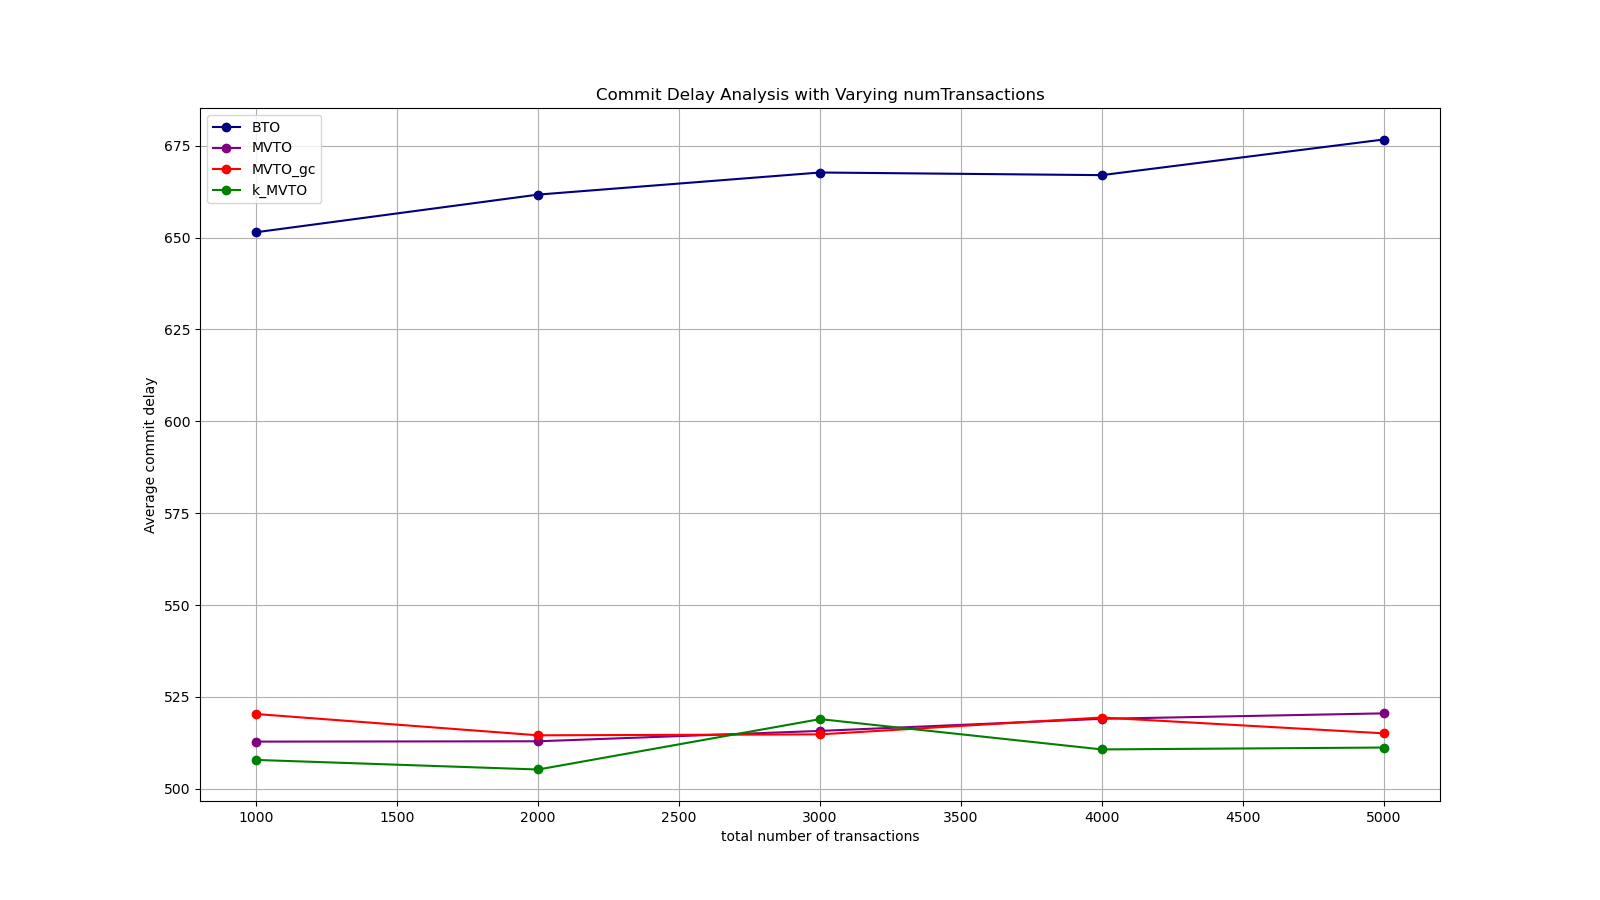 Commit Delay Analysis with Varying numTransactions
BTO
MVTO
MVTO_gc
k_MVTO
675
650
625
600
575
550
525
500
Average commit delay
1000 1500 2000 2500 3000 3500 4000 4500 5000
total number of transactions